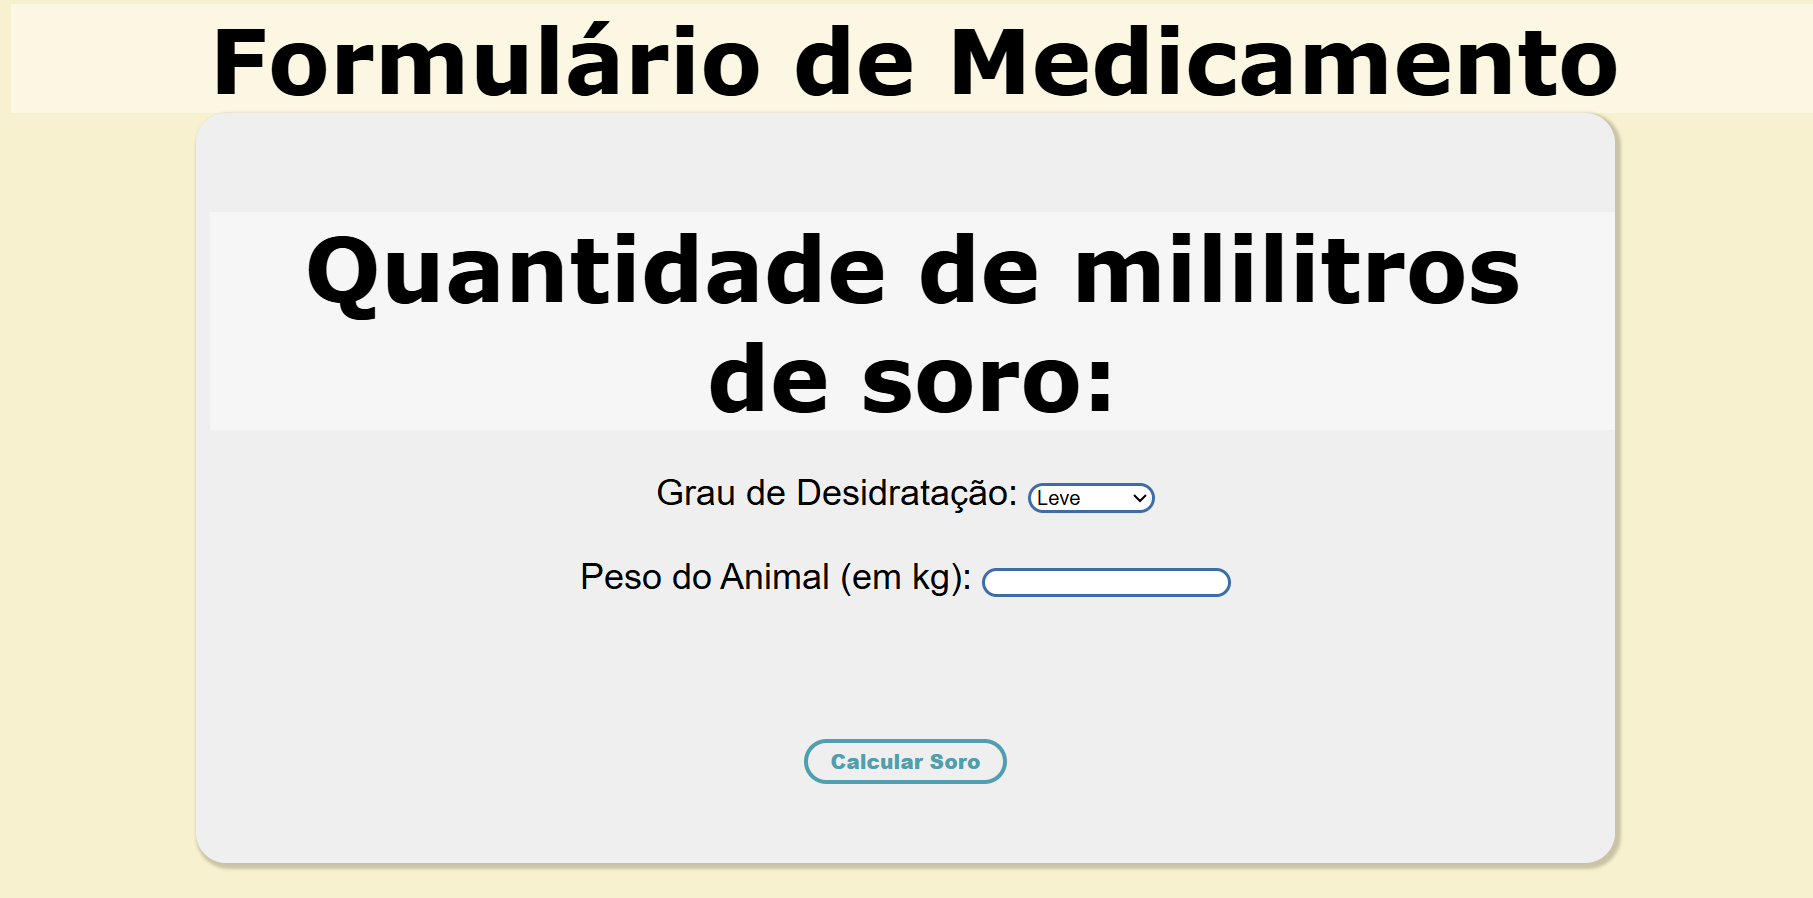 Formulário de Medicamento
Quantidade de mililitros
de soro:
Grau de Desidratação: Leve
Peso do Animal (em kg):
Calcular Soro